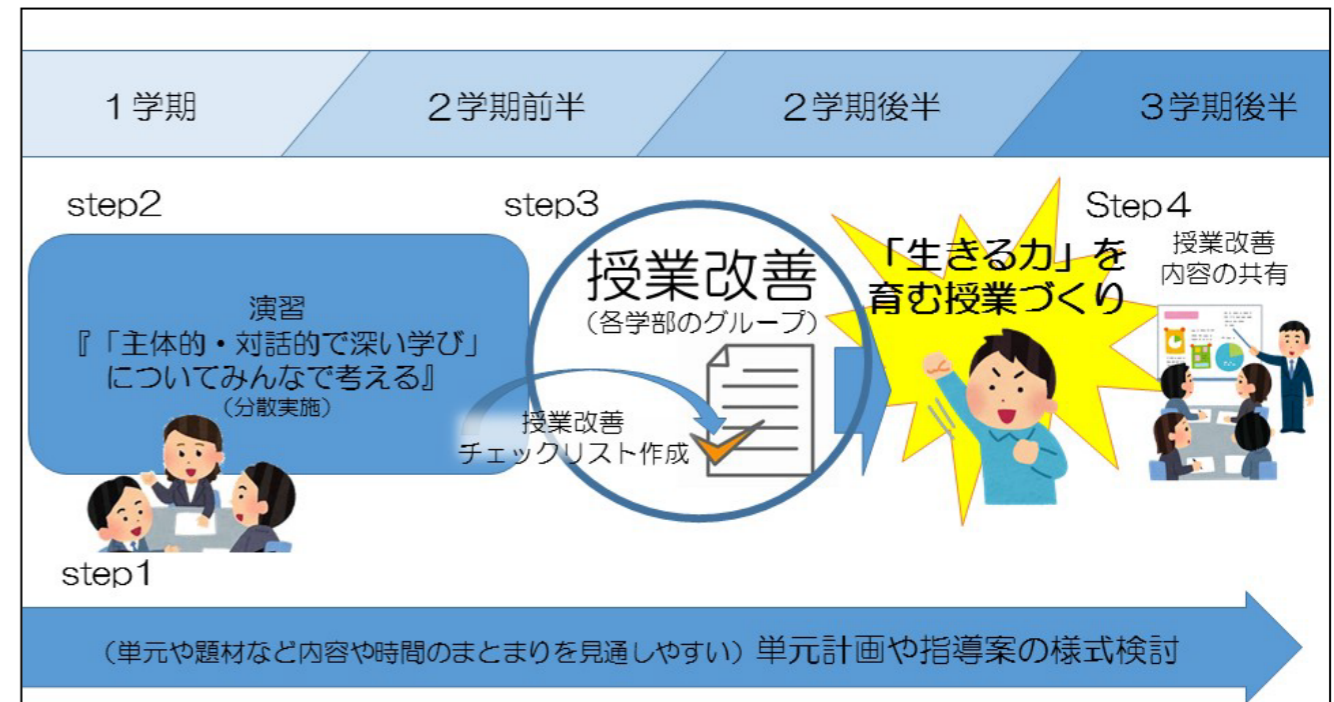 1学期
2学期前半
2学期後半
3学期後半
step2
演習
『「主体的・対話的で深い学び」
についてみんなで考える』
(分散実施)
step3
授業改善
(各学部のグループ)
授業改善
チェックリスト作成
「生きる力」を
育む授業づくり
Step4
授業改善
内容の共有
step1
(単元や題材など内容や時間のまとまりを見通しやすい)単元計画や指導案の様式検討